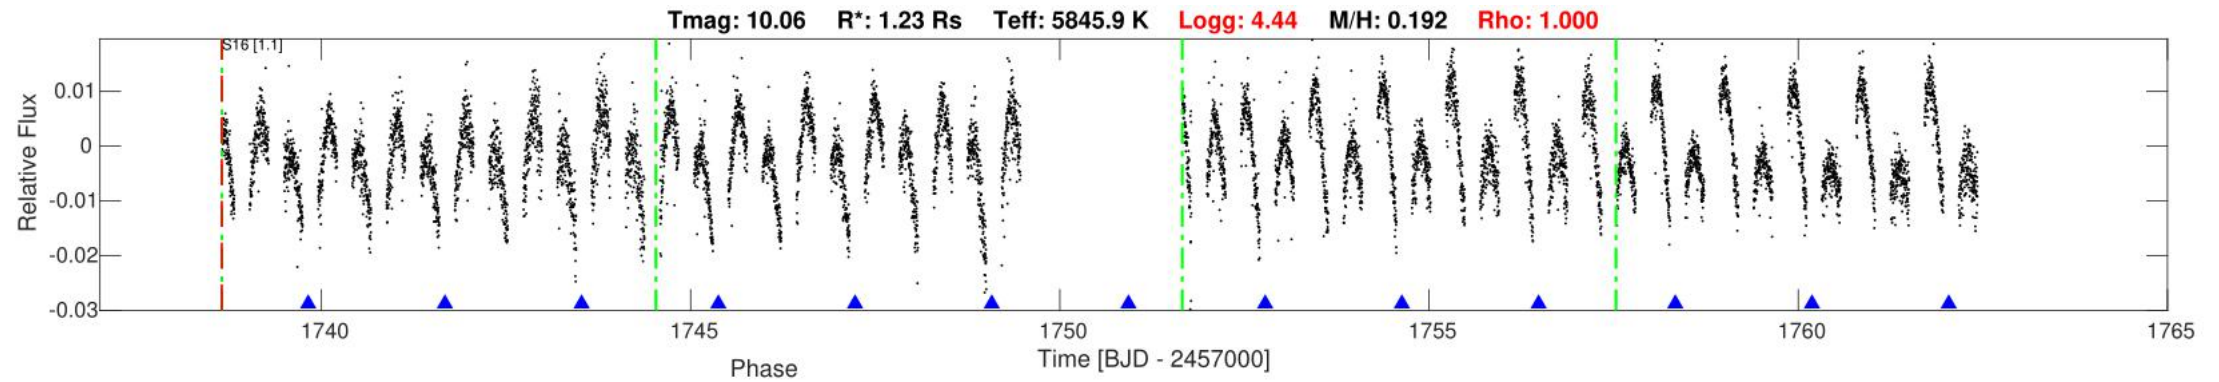 Tmag: 10.06 R*: 1.23 Rs Teff: 5845.9 K Logg: 4.44 M/H: 0.192 Rho: 1.000
S16 [1.1]
Relative Flux
0.01
0
-0.01
-0.02
-0.03
1740 1745 1750 1755 1760 1765
Time [BJD - 2457000]
Phase